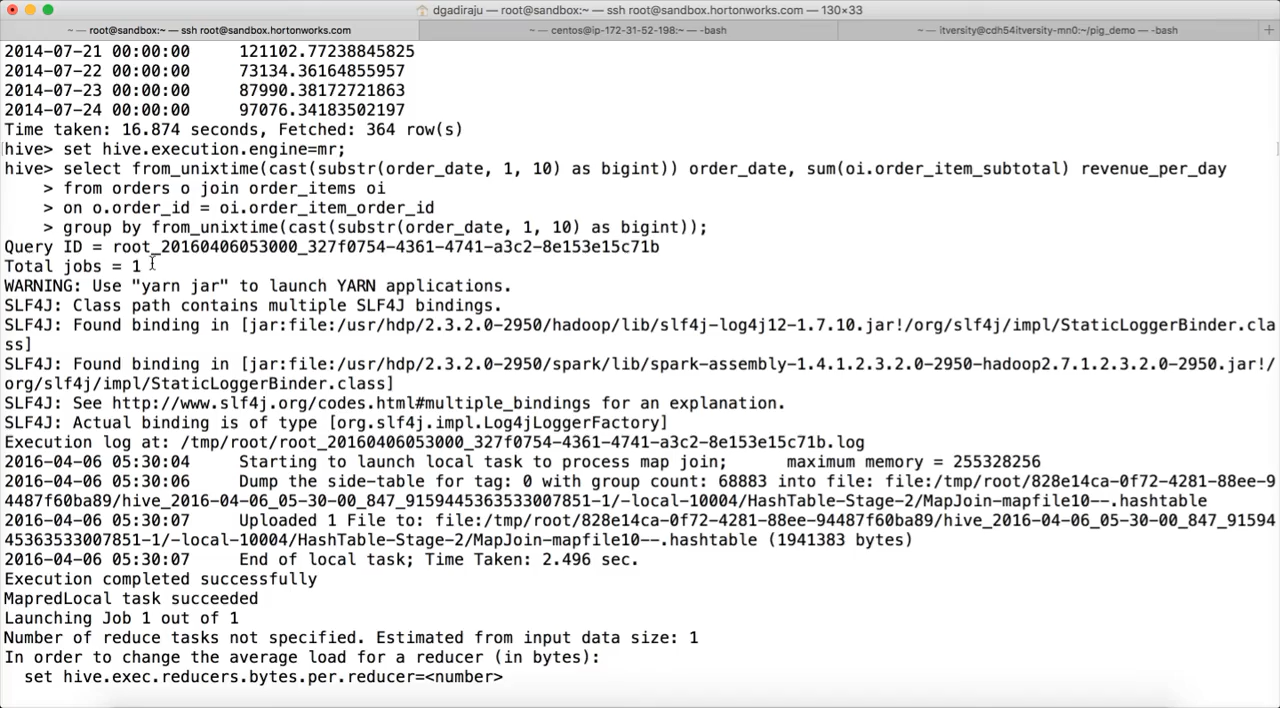 dgadiraju — root@sandbox:~ — ssh root@sandbox.hortonworks.com — 130×33
~ — root@sandbox:~ — ssh root@sandbox.hortonworks.com
~ — centos@ip-172-31-52-198:~ — -bash
~ — itversity@cdh54itversity-mn0:~/pig_demo — -bash
2014-07-21 00:00:00 121102.77238845825
2014-07-22 00:00:00 73134.36164855957
2014-07-23 00:00:00 87990.38172721863
2014-07-24 00:00:00 97076.34183502197
Time taken: 16.874 seconds, Fetched: 364 row(s)
hive> set hive.execution.engine=mr;
hive> select from_unixtime(cast(substr(order_date, 1, 10) as bigint)) order_date, sum(oi.order_item_subtotal) revenue_per_day
> from orders o join order_items oi
> on o.order_id = oi.order_item_order_id
> group by from_unixtime(cast(substr(order_date, 1, 10) as bigint));
Query ID = root_20160406053000_327f0754-4361-4741-a3c2-8e153e15c71b
Total jobs = 1
WARNING: Use "yarn jar" to launch YARN applications.
SLF4J: Class path contains multiple SLF4J bindings.
SLF4J: Found binding in [jar:file:/usr/hdp/2.3.2.0-2950/hadoop/lib/slf4j-log4j12-1.7.10.jar!/org/slf4j/impl/StaticLoggerBinder.cla
ss]
SLF4J: Found binding in [jar:file:/usr/hdp/2.3.2.0-2950/spark/lib/spark-assembly-1.4.1.2.3.2.0-2950-hadoop2.7.1.2.3.2.0-2950.jar!/
org/slf4j/impl/StaticLoggerBinder.class]
SLF4J: See http://www.slf4j.org/codes.html#multiple_bindings for an explanation.
SLF4J: Actual binding is of type [org.slf4j.impl.Log4jLoggerFactory]
Execution log at: /tmp/root/root_20160406053000_327f0754-4361-4741-a3c2-8e153e15c71b.log
2016-04-06 05:30:04 Starting to launch local task to process map join; maximum memory = 255328256
2016-04-06 05:30:06 Dump the side-table for tag: 0 with group count: 68883 into file: file:/tmp/root/828e14ca-0f72-4281-88ee-9
4487f60ba89/hive_2016-04-06_05-30-00_847_9159445363533007851-1/-local-10004/HashTable-Stage-2/MapJoin-mapfile10--.hashtable
2016-04-06 05:30:07 Uploaded 1 File to: file:/tmp/root/828e14ca-0f72-4281-88ee-94487f60ba89/hive_2016-04-06_05-30-00_847_91594
45363533007851-1/-local-10004/HashTable-Stage-2/MapJoin-mapfile10--.hashtable (1941383 bytes)
2016-04-06 05:30:07 End of local task; Time Taken: 2.496 sec.
Execution completed successfully
MapredLocal task succeeded
Launching Job 1 out of 1
Number of reduce tasks not specified. Estimated from input data size: 1
In order to change the average load for a reducer (in bytes):
set hive.exec.reducers.bytes.per.reducer=<number>